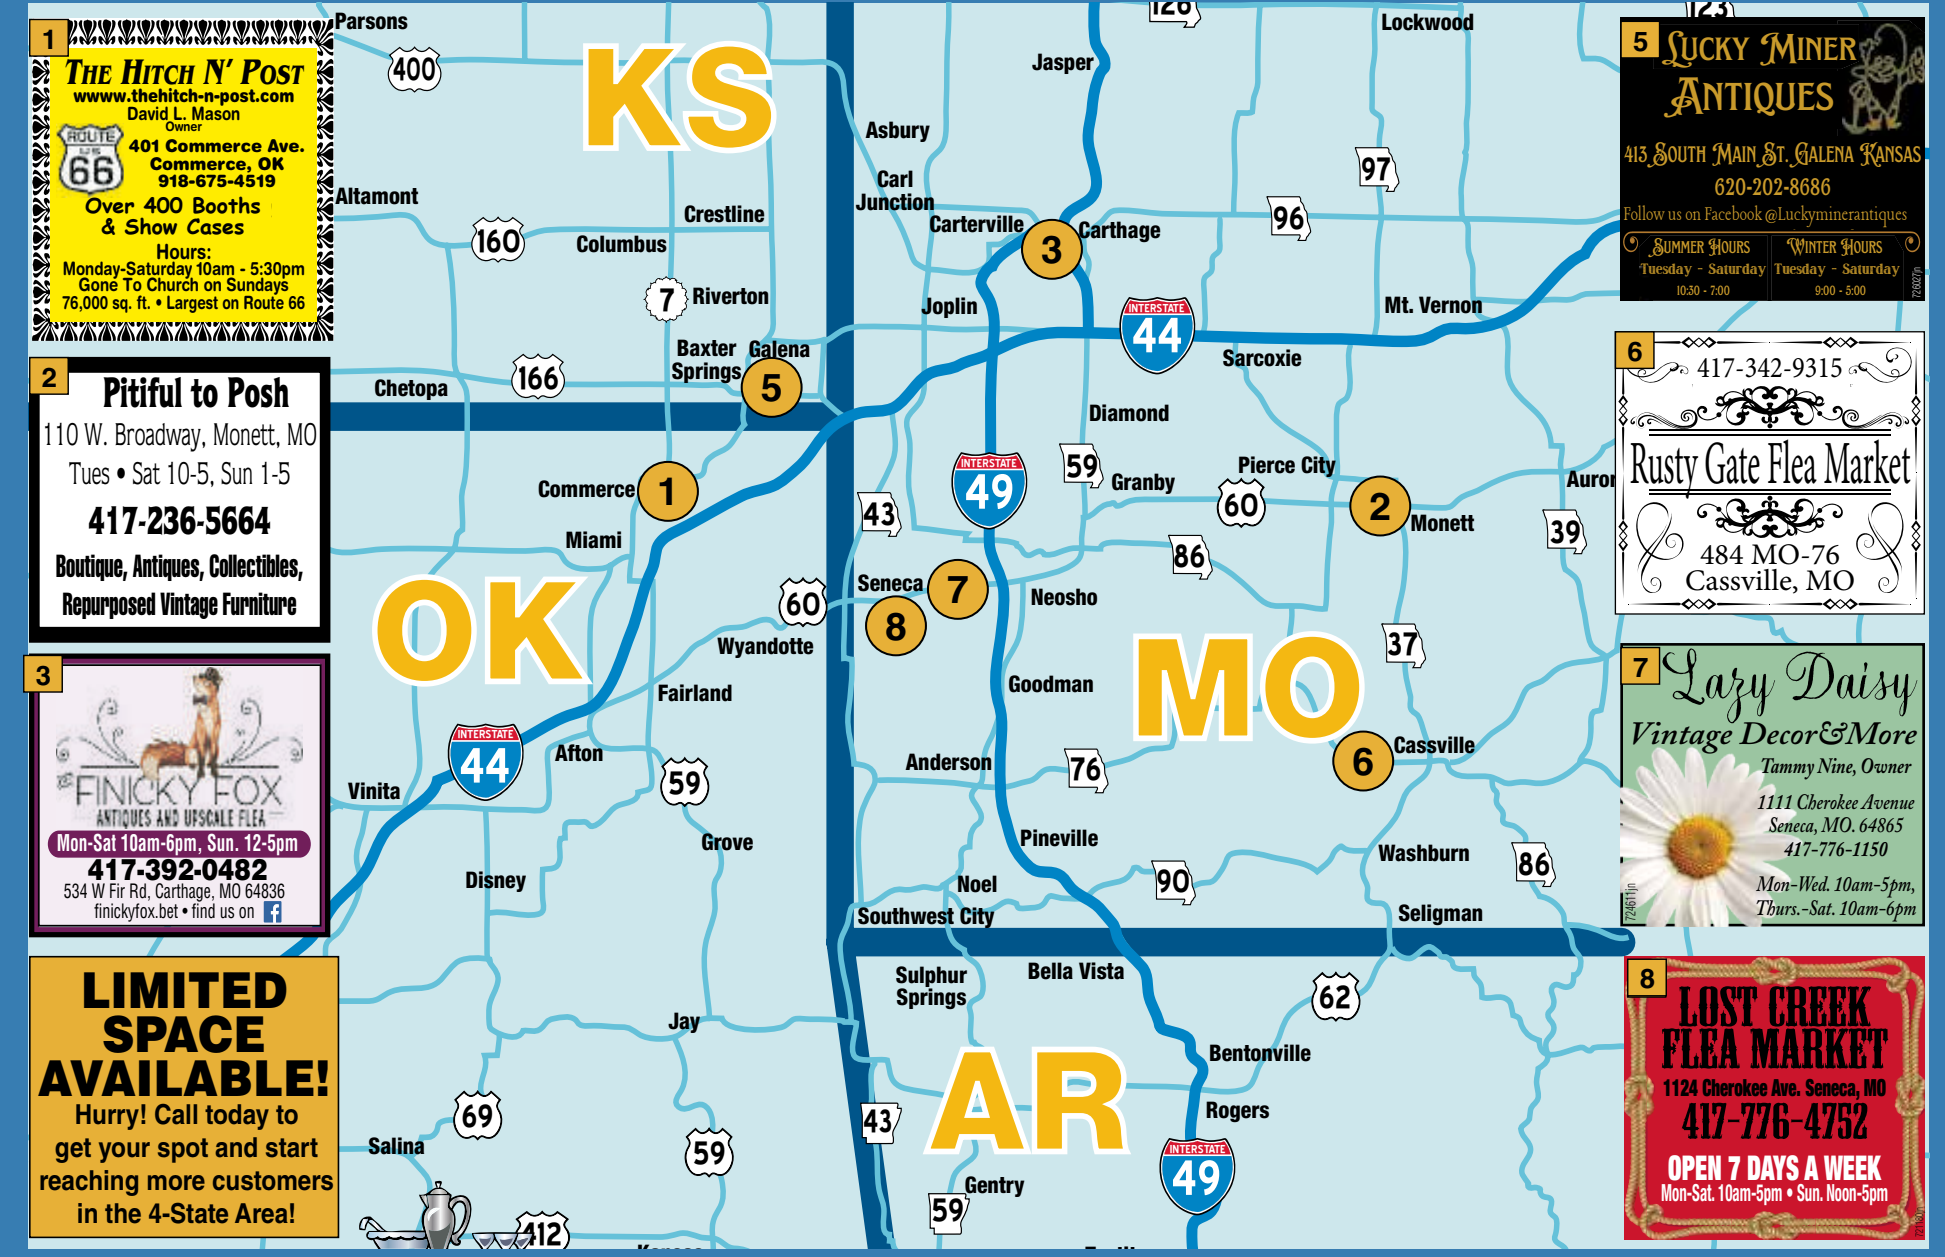 1
THE HITCH N' POST
wwww.thehitch-n-post.com
David L. Mason
Owner
ROUTE
US
66
401 Commerce Ave.
Commerce, OK
918-675-4519
Over 400 Booths
& Show Cases
Hours:
Monday-Saturday 10am - 5:30pm
Gone To Church on Sundays
76,000 sq. ft. • Largest on Route 66
2
Pitiful to Posh
110 W. Broadway, Monett, MO
Tues • Sat 10-5, Sun 1-5
417-236-5664
Boutique, Antiques, Collectibles,
Repurposed Vintage Furniture
3
THE
FINICKY FOX
ANTIQUES AND UPSCALE FLEA
Mon-Sat 10am-6pm, Sun. 12-5pm
417-392-0482
534 W Fir Rd, Carthage, MO 64836
finickyfox.bet • find us on f
LIMITED
SPACE
AVAILABLE!
Hurry! Call today to
get your spot and start
reaching more customers
in the 4-State Area!
Parsons
400
KS
126
Lockwood
123
Jasper
Asbury
Carl
Junction
97
Altamont
Crestline
160
Columbus
Carterville
3
Carthage
96
7
Riverton
Joplin
INTERSTATE
44
Mt. Vernon
Baxter
Springs
Galena
Sarcoxie
166
Chetopa
5
Diamond
INTERSTATE
49
59
Granby
Pierce City
Commerce
1
43
60
2
Monett
Auror
39
Miami
86
OK
Seneca
7
60
8
Neosho
Wyandotte
MO
37
Fairland
Goodman
INTERSTATE
44
Afton
Anderson
76
6
Cassville
59
Vinita
Grove
Pineville
Washburn
86
Disney
Noel
90
Southwest City
Seligman
Sulphur
Springs
Bella Vista
62
Jay
Bentonville
AR
69
43
Rogers
Salina
59
INTERSTATE
49
Gentry
59
412
5
LUCKY MINER
ANTIQUES
413 SOUTH MAIN ST. GALENA KANSAS
620-202-8686
Follow us on Facebook @Luckyminerantiques
SUMMER HOURS
Tuesday - Saturday
10:30 - 7:00
WINTER HOURS
Tuesday - Saturday
9:00 - 5:00
726027jn
6
417-342-9315
Rusty Gate Flea Market
484 MO-76
Cassville, MO
7
Lazy Daisy
Vintage Decor&More
Tammy Nine, Owner
1111 Cherokee Avenue
Seneca, MO. 64865
417-776-1150
Mon-Wed. 10am-5pm,
Thurs.-Sat. 10am-6pm
724611jn
8
LOST CREEK
FLEA MARKET
1124 Cherokee Ave. Seneca, MO
417-776-4752
OPEN 7 DAYS A WEEK
Mon-Sat. 10am-5pm • Sun. Noon-5pm